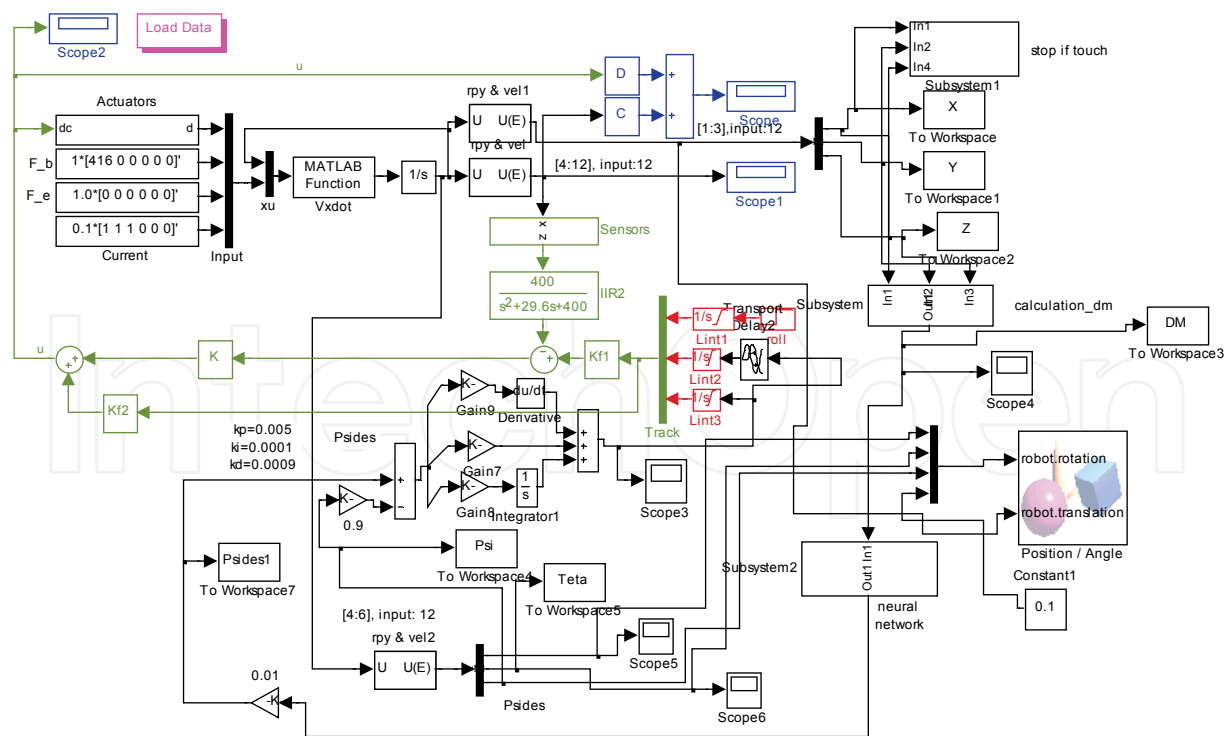 Load Data
Scope2
Actuators
dc
d
F_b
1*[416 0 0 0 0 0]'
F_e
1.0*[0 0 0 0 0 0]'
0.1*[1 1 1 0 0 0]'
Current
Input
xu
MATLAB
Function
Vxdot
1/s
u
rpy & vel1
U
U(E)
rpy & vel
U
U(E)
[1:3],input:12
[4:12], input:12
D
C
+
+
Scope
Scope1
In1
In2
In4
Subsystem1
stop if touch
X
To Workspace
Y
To Workspace1
Z
To Workspace2
x
z
Sensors
400
s²+29.6s+400
IIR2
Transport
Delay2
1/s
Lint1
roll
1/s
Lint2
1/s
Lint3
Track
Kf1
K
Kf2
u
+
+
-
+
Subsystem
In1
Out12
In3
calculation_dm
DM
To Workspace3
Scope4
kp=0.005
ki=0.0001
kd=0.0009
Psides
+
-
K-
0.9
K-
Gain9
du/dt
Derivative
K-
Gain7
K-
Gain8
1
s
Integrator1
+
+
+
Scope3
robot.rotation
robot.translation
Position / Angle
Constant1
0.1
Subsystem2
Out1 In1
neural
network
Psides1
To Workspace7
Psi
To Workspace4
Teta
To Workspace5
[4:6], input: 12
rpy & vel2
U
U(E)
Psides
Scope5
Scope6
0.01
-K
IntechOpen